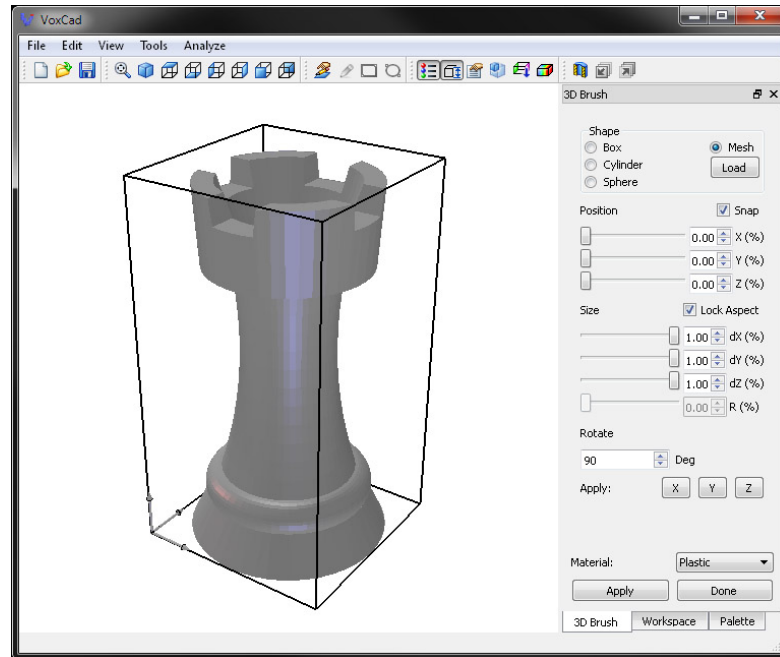 VoxCad
File Edit View Tools Analyze
3D Brush
Shape
Box Mesh
Cylinder Load
Sphere
Position Snap
0.00 X (%)
0.00 Y (%)
0.00 Z (%)
Size Lock Aspect
1.00 dX (%)
1.00 dY (%)
1.00 dZ (%)
0.00 R (%)
Rotate
90 Deg
Apply: X Y Z
Material: Plastic
Apply Done
3D Brush Workspace Palette